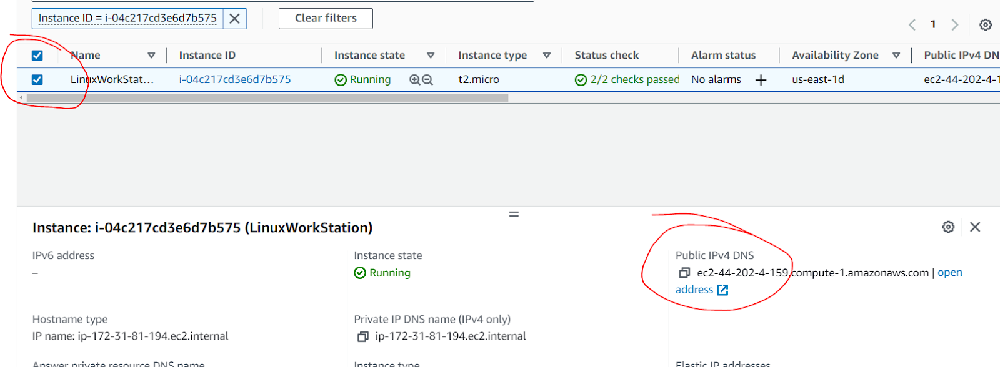 Instance ID = i-04c217cd3e6d7b575
Clear filters
1
Name Instance ID Instance state Instance type Status check Alarm status Availability Zone Public IPv4 DN
LinuxWorkStat... i-04c217cd3e6d7b575 Running t2.micro 2/2 checks passed No alarms us-east-1d ec2-44-202-4-1
Instance: i-04c217cd3e6d7b575 (LinuxWorkStation)
IPv6 address Instance state Public IPv4 DNS
– Running ec2-44-202-4-159.compute-1.amazonaws.com | open
address
Hostname type Private IP DNS name (IPv4 only)
IP name: ip-172-31-81-194.ec2.internal ip-172-31-81-194.ec2.internal
Answer private resource DNS name Instance type Elastic IP addresses